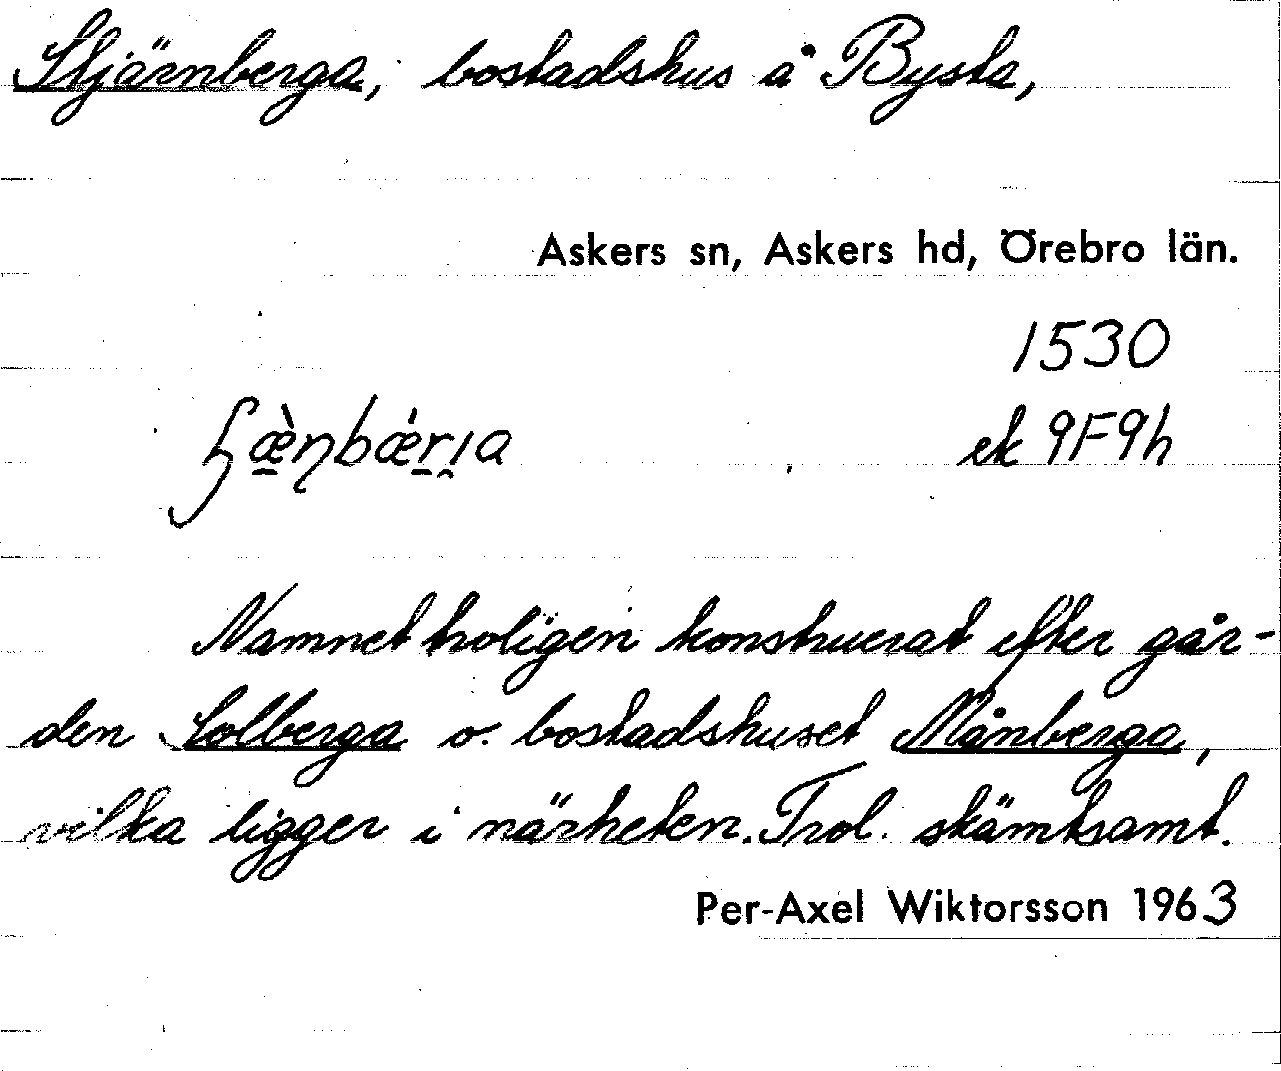 Stjärnberga, bostadshus å Bysta,
Askers sn, Askers hd, Örebro län.
1530
ek 9F9h
Namnet troligen konstruerat efter går-
den Solberga o. bostadshuset Månberga,
vilka ligger i närheten. Trol. skämtsamt.
Per-Axel Wiktorsson 1963